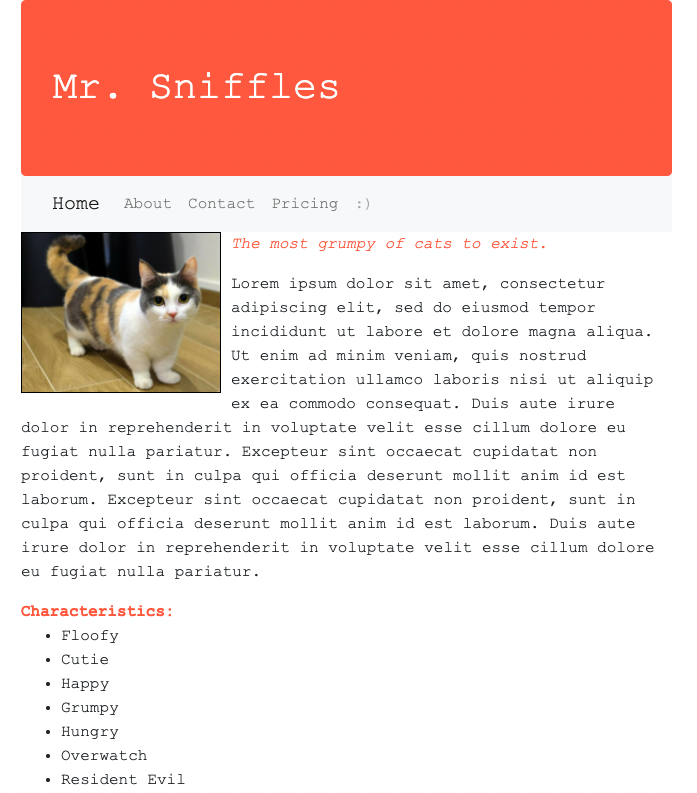 Mr. Sniffles
Home About Contact Pricing :)
The most grumpy of cats to exist.
Lorem ipsum dolor sit amet, consectetur
adipiscing elit, sed do eiusmod tempor
incididunt ut labore et dolore magna aliqua.
Ut enim ad minim veniam, quis nostrud
exercitation ullamco laboris nisi ut aliquip
ex ea commodo consequat. Duis aute irure
dolor in reprehenderit in voluptate velit esse cillum dolore eu
fugiat nulla pariatur. Excepteur sint occaecat cupidatat non
proident, sunt in culpa qui officia deserunt mollit anim id est
laborum. Excepteur sint occaecat cupidatat non proident, sunt in
culpa qui officia deserunt mollit anim id est laborum. Duis aute
irure dolor in reprehenderit in voluptate velit esse cillum dolore
eu fugiat nulla pariatur.
Characteristics:
• Floofy
• Cutie
• Happy
• Grumpy
• Hungry
• Overwatch
• Resident Evil